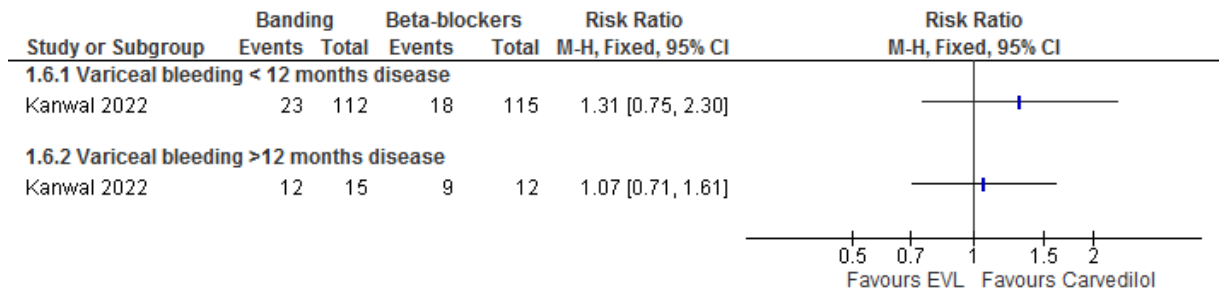 Banding Beta-blockers Risk Ratio Risk Ratio
Study or Subgroup Events Total Events Total M-H, Fixed, 95% CI M-H, Fixed, 95% CI
1.6.1 Variceal bleeding < 12 months disease
Kanwal 2022 23 112 18 115 1.31 [0.75, 2.30]
1.6.2 Variceal bleeding >12 months disease
Kanwal 2022 12 15 9 12 1.07 [0.71, 1.61]
0.5 0.7 1 1.5 2
Favours EVL Favours Carvedilol